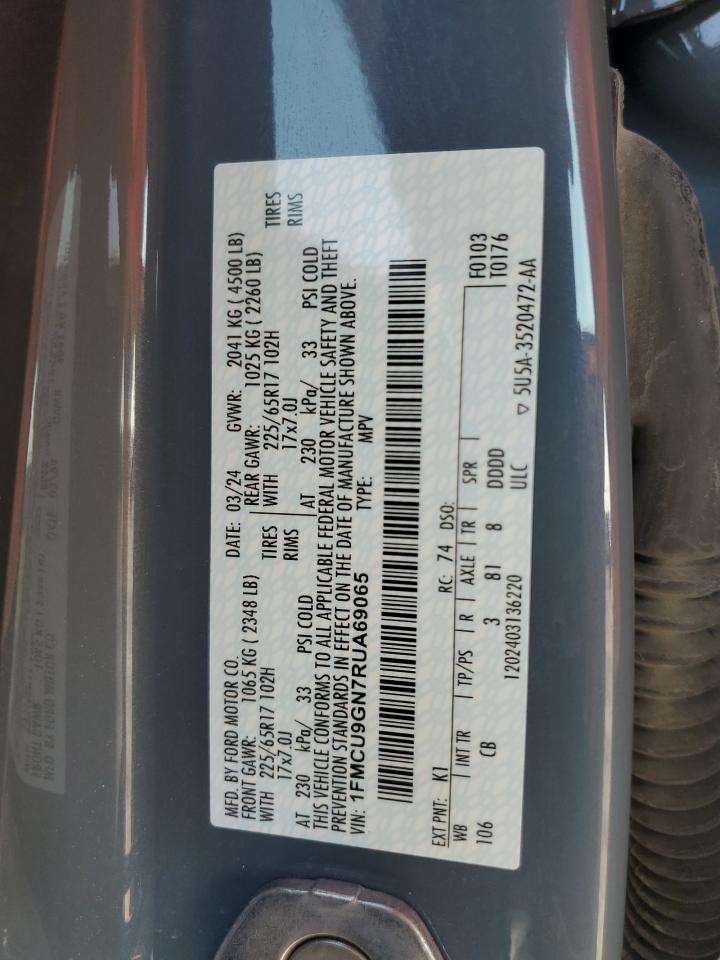 MFD. BY FORD MOTOR CO.
DATE: 03/24 GVWR: 2041 KG ( 4500 LB)
FRONT GAWR: 1065 KG ( 2348 LB) REAR GAWR: 1025 KG ( 2260 LB)
WITH 225/65R17 102H TIRES WITH 225/65R17 102H TIRES
17x7.0J RIMS 17x7.0J RIMS
AT 230 kPa/ 33 PSI COLD AT 230 kPa/ 33 PSI COLD
THIS VEHICLE CONFORMS TO ALL APPLICABLE FEDERAL MOTOR VEHICLE SAFETY AND THEFT
PREVENTION STANDARDS IN EFFECT ON THE DATE OF MANUFACTURE SHOWN ABOVE.
VIN: 1FMCU9GN7RUA69065 TYPE: MPV
EXT PNT: K1 RC: 74 DSO: F0103
WB INT TR TP/PS R AXLE TR SPR T0176
106 CB 3 81 8 DDDD
1202403136220 ULC ▽ 5U5A-3520472-AA